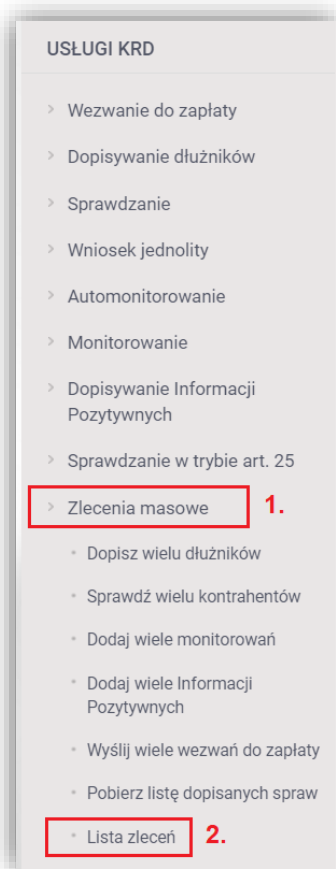 USŁUGI KRD
Wezwanie do zapłaty
Dopisywanie dłużników
Sprawdzanie
Wniosek jednolity
Automonitorowanie
Monitorowanie
Dopisywanie Informacji
Pozytywnych
Sprawdzanie w trybie art. 25
Zlecenia masowe 1.
Dopisz wielu dłużników
Sprawdź wielu kontrahentów
Dodaj wiele monitorowań
Dodaj wiele Informacji
Pozytywnych
Wyślij wiele wezwań do zapłaty
Pobierz listę dopisanych spraw
Lista zleceń 2.